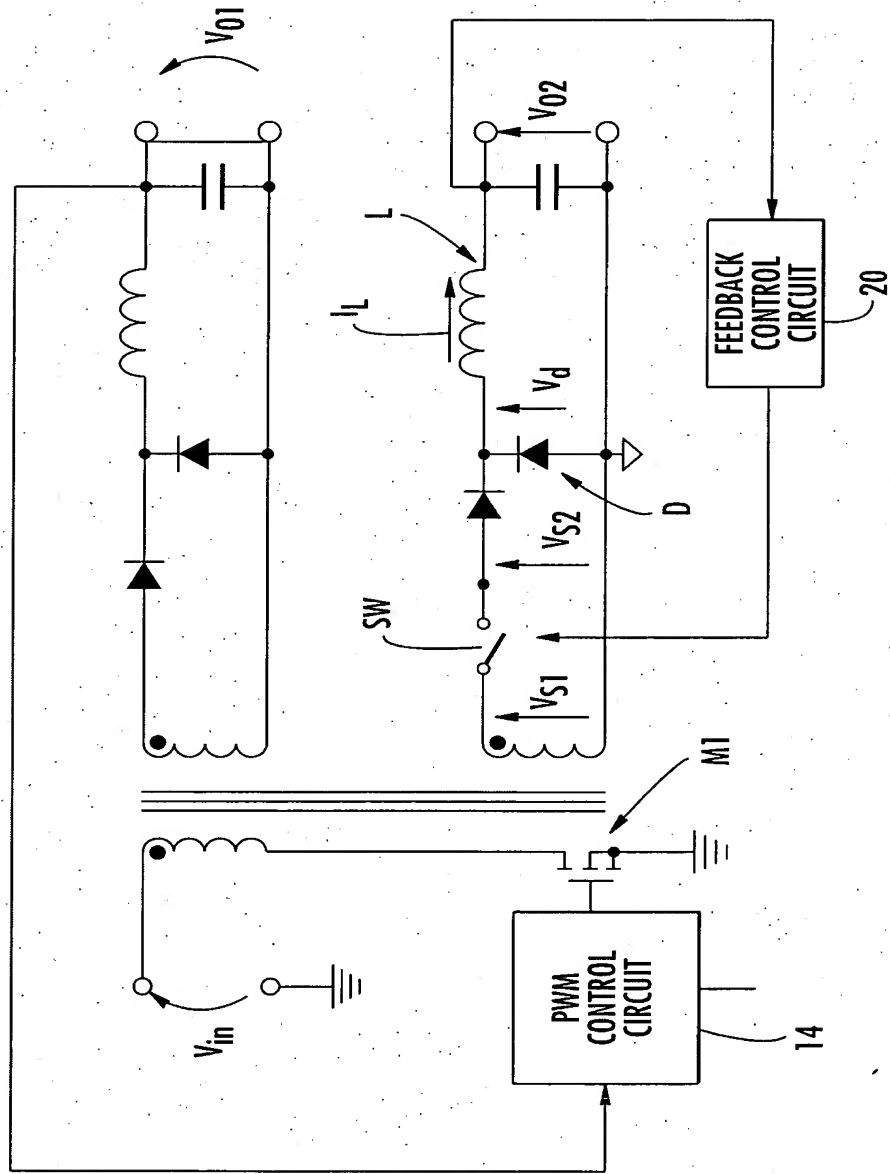 V01
V02
L
IL
Vd
D
VS2
SW
VS1
M1
Vin
PWM
CONTROL
CIRCUIT
14
FEEDBACK
CONTROL
CIRCUIT
20